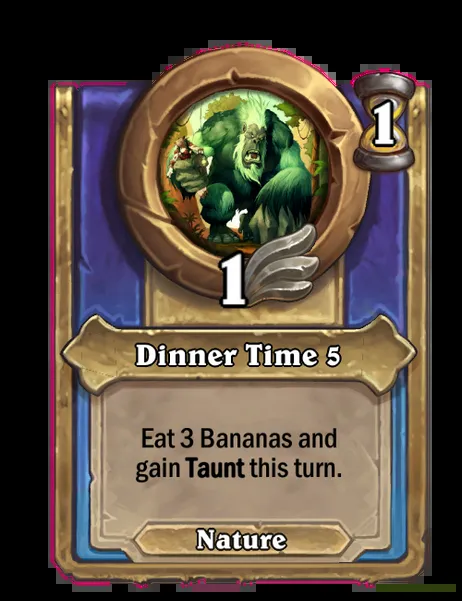 1
1
Dinner Time 5
Eat 3 Bananas and
gain Taunt this turn.
Nature